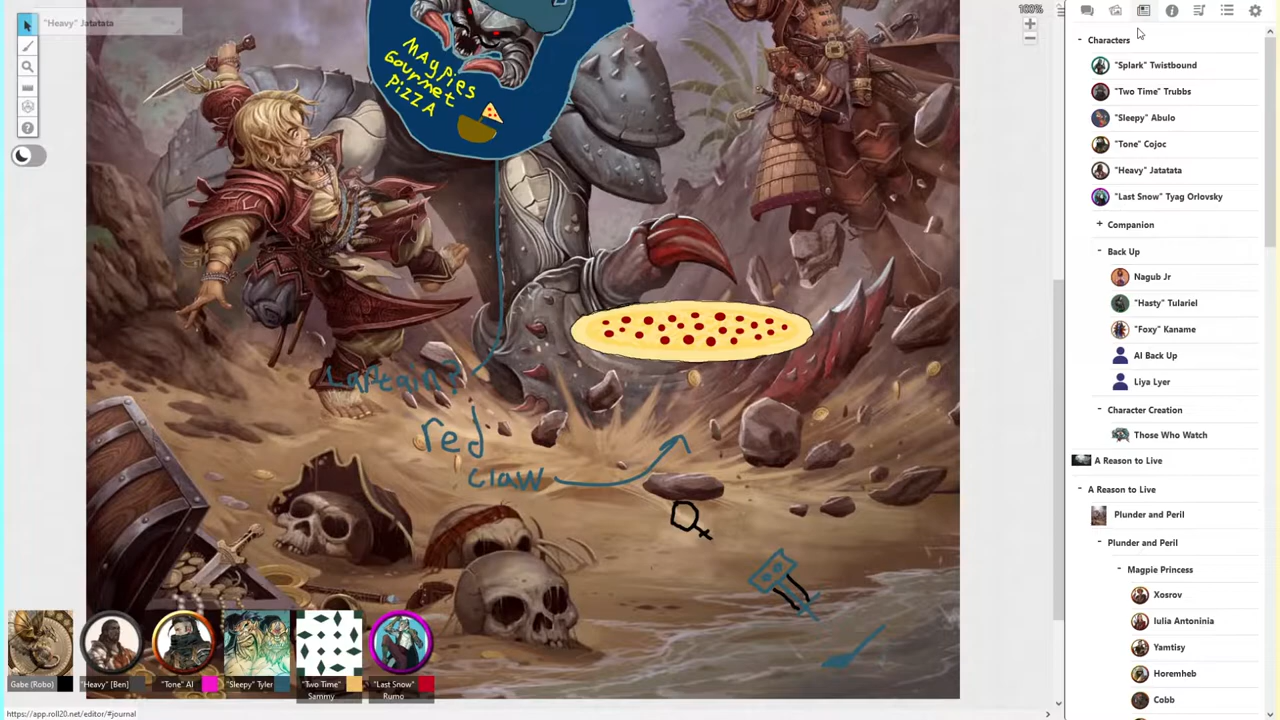 "Heavy" Jatatata
100%
MAypies
Gourmet
pizzA
Captain?
red
claw
Characters
"Splark" Twistbound
"Two Time" Trubbs
"Sleepy" Abulo
"Tone" Cojoc
"Heavy" Jatatata
"Last Snow" Tyag Orlovsky
Companion
Back Up
Nagub Jr
"Hasty" Tulariel
"Foxy" Kaname
AI Back Up
Liya Lyer
Character Creation
Those Who Watch
A Reason to Live
A Reason to Live
Plunder and Peril
Plunder and Peril
Magpie Princess
Xosrov
Iulia Antoninia
Yamtisy
Horemheb
Cobb
Gabe (Robo)
"Heavy" [Ben]
"Tone" Al
"Sleepy" Tyler
"Two Time"
Sammy
"Last Snow"
Rumo
https://app.roll20.net/editor/#journal